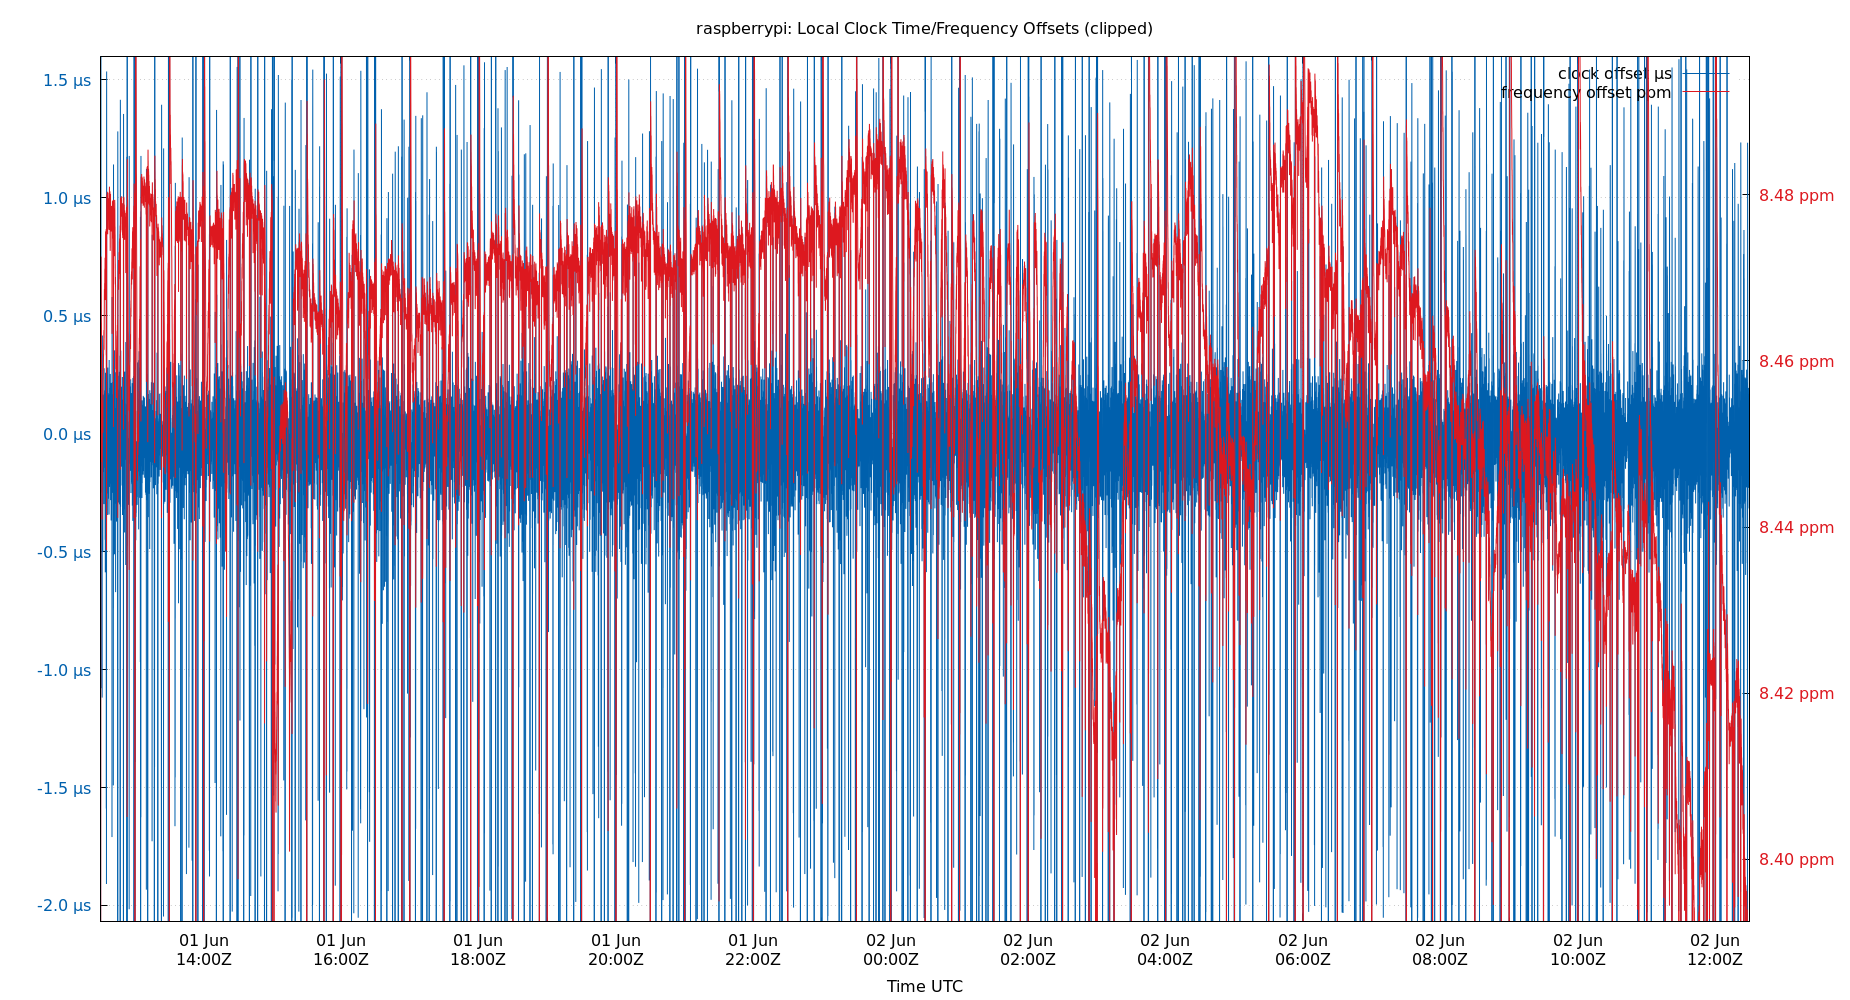 raspberrypi: Local Clock Time/Frequency Offsets (clipped)
clock offset µs
frequency offset ppm
1.5 µs
1.0 µs
0.5 µs
0.0 µs
-0.5 µs
-1.0 µs
-1.5 µs
-2.0 µs
8.48 ppm
8.46 ppm
8.44 ppm
8.42 ppm
8.40 ppm
01 Jun 01 Jun 01 Jun 01 Jun 01 Jun 02 Jun 02 Jun 02 Jun 02 Jun 02 Jun 02 Jun 02 Jun
14:00Z 16:00Z 18:00Z 20:00Z 22:00Z 00:00Z 02:00Z 04:00Z 06:00Z 08:00Z 10:00Z 12:00Z
Time UTC